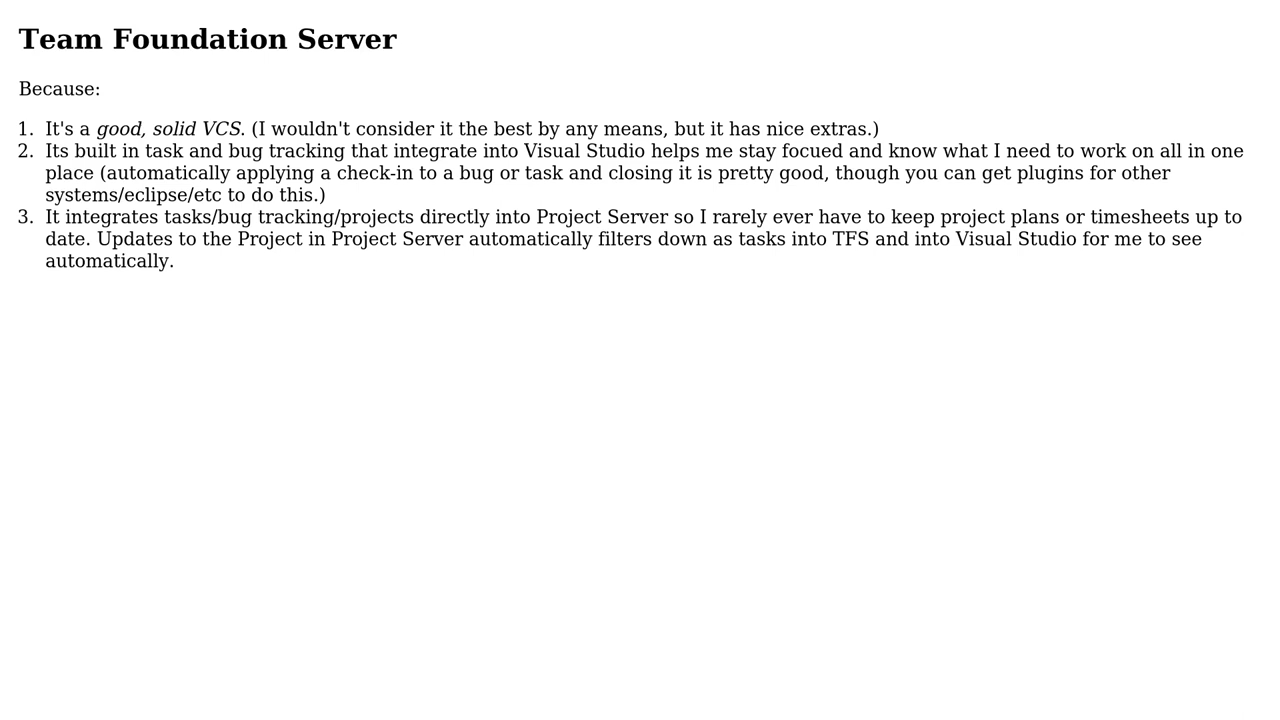 Team Foundation Server
Because:
1. It's a good, solid VCS. (I wouldn't consider it the best by any means, but it has nice extras.)
2. Its built in task and bug tracking that integrate into Visual Studio helps me stay focued and know what I need to work on all in one
place (automatically applying a check-in to a bug or task and closing it is pretty good, though you can get plugins for other
systems/eclipse/etc to do this.)
3. It integrates tasks/bug tracking/projects directly into Project Server so I rarely ever have to keep project plans or timesheets up to
date. Updates to the Project in Project Server automatically filters down as tasks into TFS and into Visual Studio for me to see
automatically.